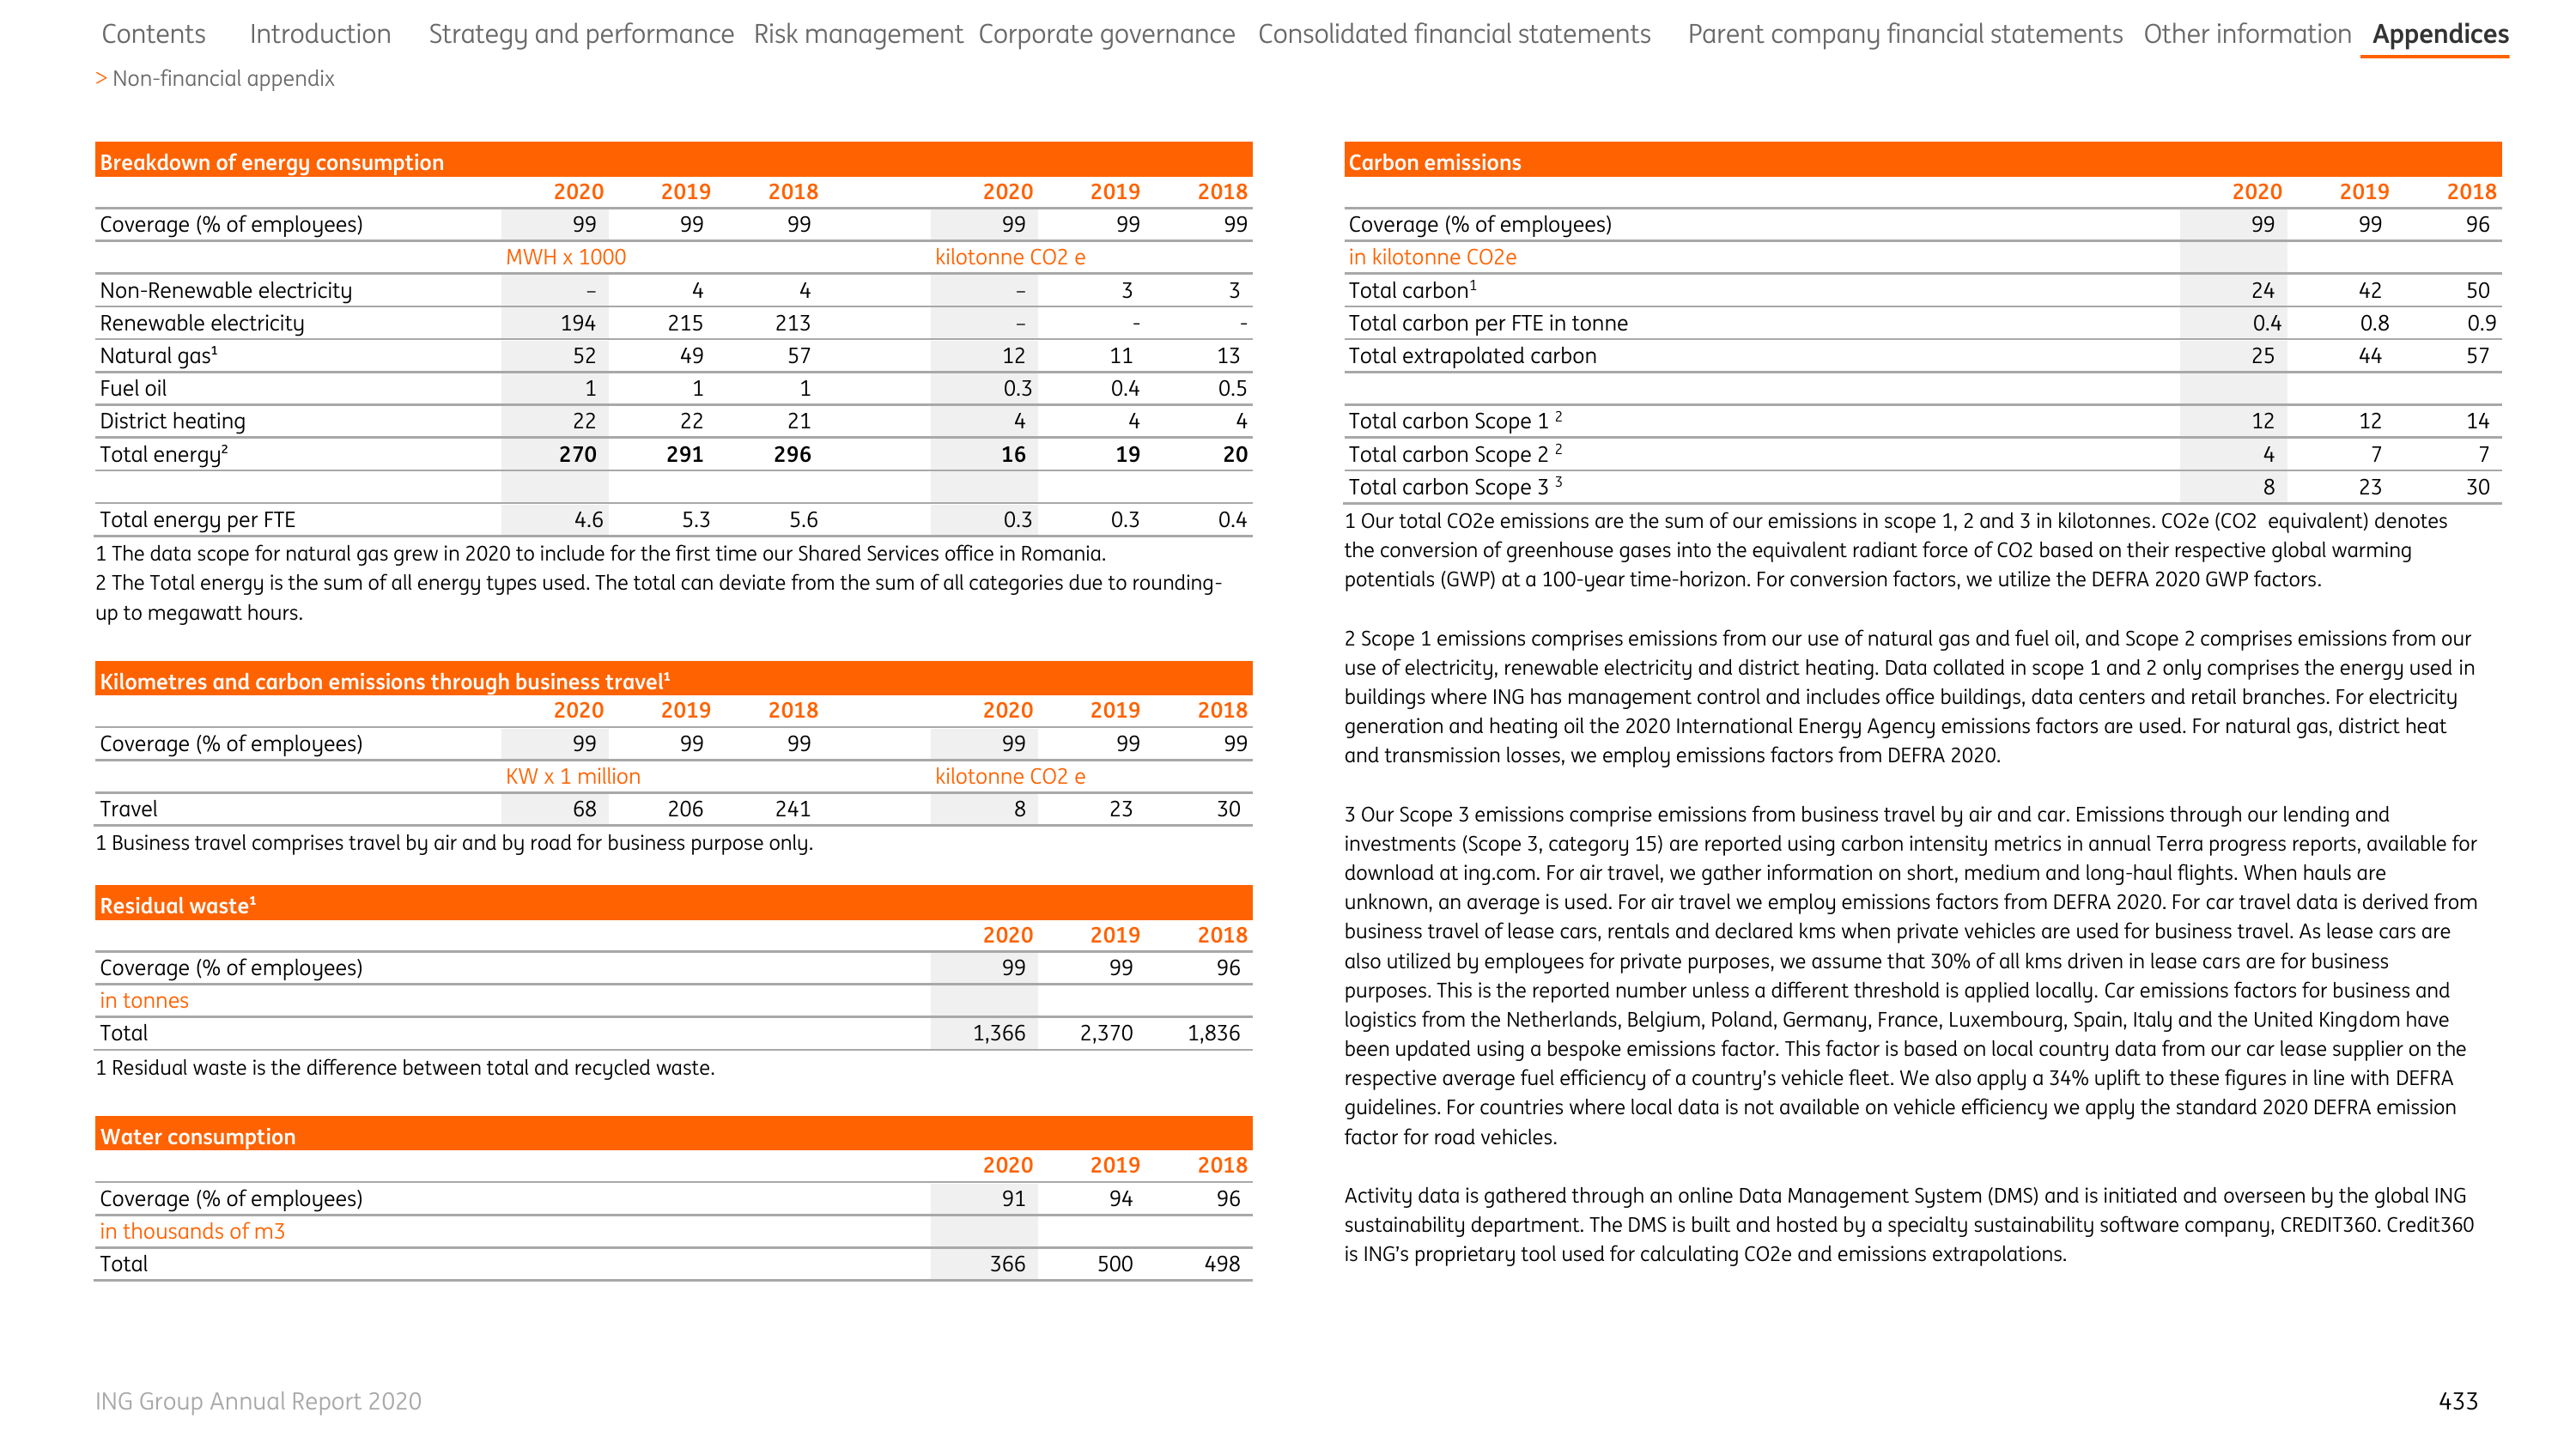 Contents Introduction Strategy and performance Risk management Corporate governance Consolidated financial statements Parent company financial statements Other information Appendices
> Non-financial appendix
Breakdown of energy consumption
2020 2019 2018 2020 2019 2018
Coverage (% of employees) 99 99 99 99 99 99
MWH x 1000 kilotonne CO2 e
Non-Renewable electricity – 4 4 – 3 3
Renewable electricity 194 215 213 – - -
Natural gas¹ 52 49 57 12 11 13
Fuel oil 1 1 1 0.3 0.4 0.5
District heating 22 22 21 4 4 4
Total energy² 270 291 296 16 19 20
Total energy per FTE 4.6 5.3 5.6 0.3 0.3 0.4
1 The data scope for natural gas grew in 2020 to include for the first time our Shared Services office in Romania.
2 The Total energy is the sum of all energy types used. The total can deviate from the sum of all categories due to rounding-
up to megawatt hours.
Kilometres and carbon emissions through business travel¹
2020 2019 2018 2020 2019 2018
Coverage (% of employees) 99 99 99 99 99 99
KW x 1 million kilotonne CO2 e
Travel 68 206 241 8 23 30
1 Business travel comprises travel by air and by road for business purpose only.
Residual waste¹
2020 2019 2018
Coverage (% of employees) 99 99 96
in tonnes
Total 1,366 2,370 1,836
1 Residual waste is the difference between total and recycled waste.
Water consumption
2020 2019 2018
Coverage (% of employees) 91 94 96
in thousands of m3
Total 366 500 498
Carbon emissions
2020 2019 2018
Coverage (% of employees) 99 99 96
in kilotonne CO2e
Total carbon¹ 24 42 50
Total carbon per FTE in tonne 0.4 0.8 0.9
Total extrapolated carbon 25 44 57
Total carbon Scope 1 ² 12 12 14
Total carbon Scope 2 ² 4 7 7
Total carbon Scope 3 ³ 8 23 30
1 Our total CO2e emissions are the sum of our emissions in scope 1, 2 and 3 in kilotonnes. CO2e (CO2 equivalent) denotes
the conversion of greenhouse gases into the equivalent radiant force of CO2 based on their respective global warming
potentials (GWP) at a 100-year time-horizon. For conversion factors, we utilize the DEFRA 2020 GWP factors.
2 Scope 1 emissions comprises emissions from our use of natural gas and fuel oil, and Scope 2 comprises emissions from our
use of electricity, renewable electricity and district heating. Data collated in scope 1 and 2 only comprises the energy used in
buildings where ING has management control and includes office buildings, data centers and retail branches. For electricity
generation and heating oil the 2020 International Energy Agency emissions factors are used. For natural gas, district heat
and transmission losses, we employ emissions factors from DEFRA 2020.
3 Our Scope 3 emissions comprise emissions from business travel by air and car. Emissions through our lending and
investments (Scope 3, category 15) are reported using carbon intensity metrics in annual Terra progress reports, available for
download at ing.com. For air travel, we gather information on short, medium and long-haul flights. When hauls are
unknown, an average is used. For air travel we employ emissions factors from DEFRA 2020. For car travel data is derived from
business travel of lease cars, rentals and declared kms when private vehicles are used for business travel. As lease cars are
also utilized by employees for private purposes, we assume that 30% of all kms driven in lease cars are for business
purposes. This is the reported number unless a different threshold is applied locally. Car emissions factors for business and
logistics from the Netherlands, Belgium, Poland, Germany, France, Luxembourg, Spain, Italy and the United Kingdom have
been updated using a bespoke emissions factor. This factor is based on local country data from our car lease supplier on the
respective average fuel efficiency of a country’s vehicle fleet. We also apply a 34% uplift to these figures in line with DEFRA
guidelines. For countries where local data is not available on vehicle efficiency we apply the standard 2020 DEFRA emission
factor for road vehicles.
Activity data is gathered through an online Data Management System (DMS) and is initiated and overseen by the global ING
sustainability department. The DMS is built and hosted by a specialty sustainability software company, CREDIT360. Credit360
is ING’s proprietary tool used for calculating CO2e and emissions extrapolations.
ING Group Annual Report 2020 433